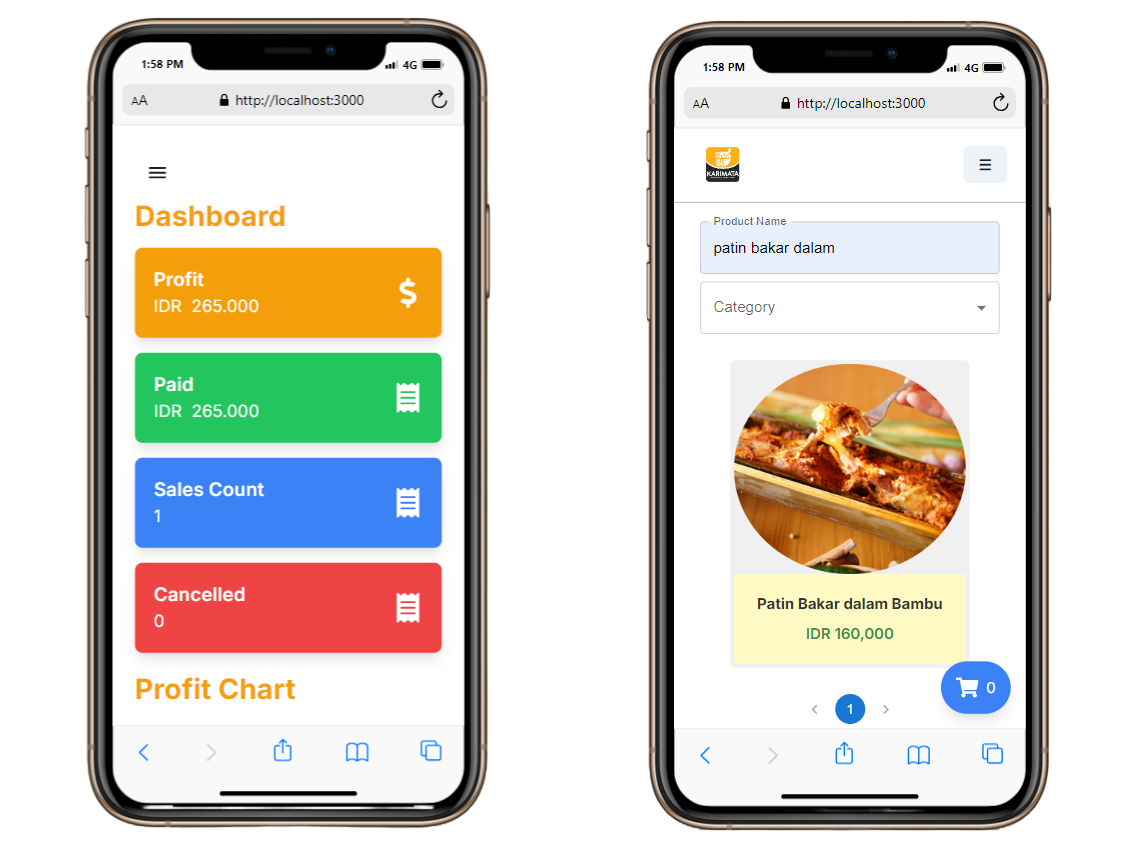 1:58 PM
4G
AA
http://localhost:3000
Dashboard
Profit
IDR 265.000
$
Paid
IDR 265.000
Sales Count
1
Cancelled
0
Profit Chart
1:58 PM
4G
AA
http://localhost:3000
KARIMATA
Product Name
patin bakar dalam
Category
Patin Bakar dalam Bambu
IDR 160,000
0
1